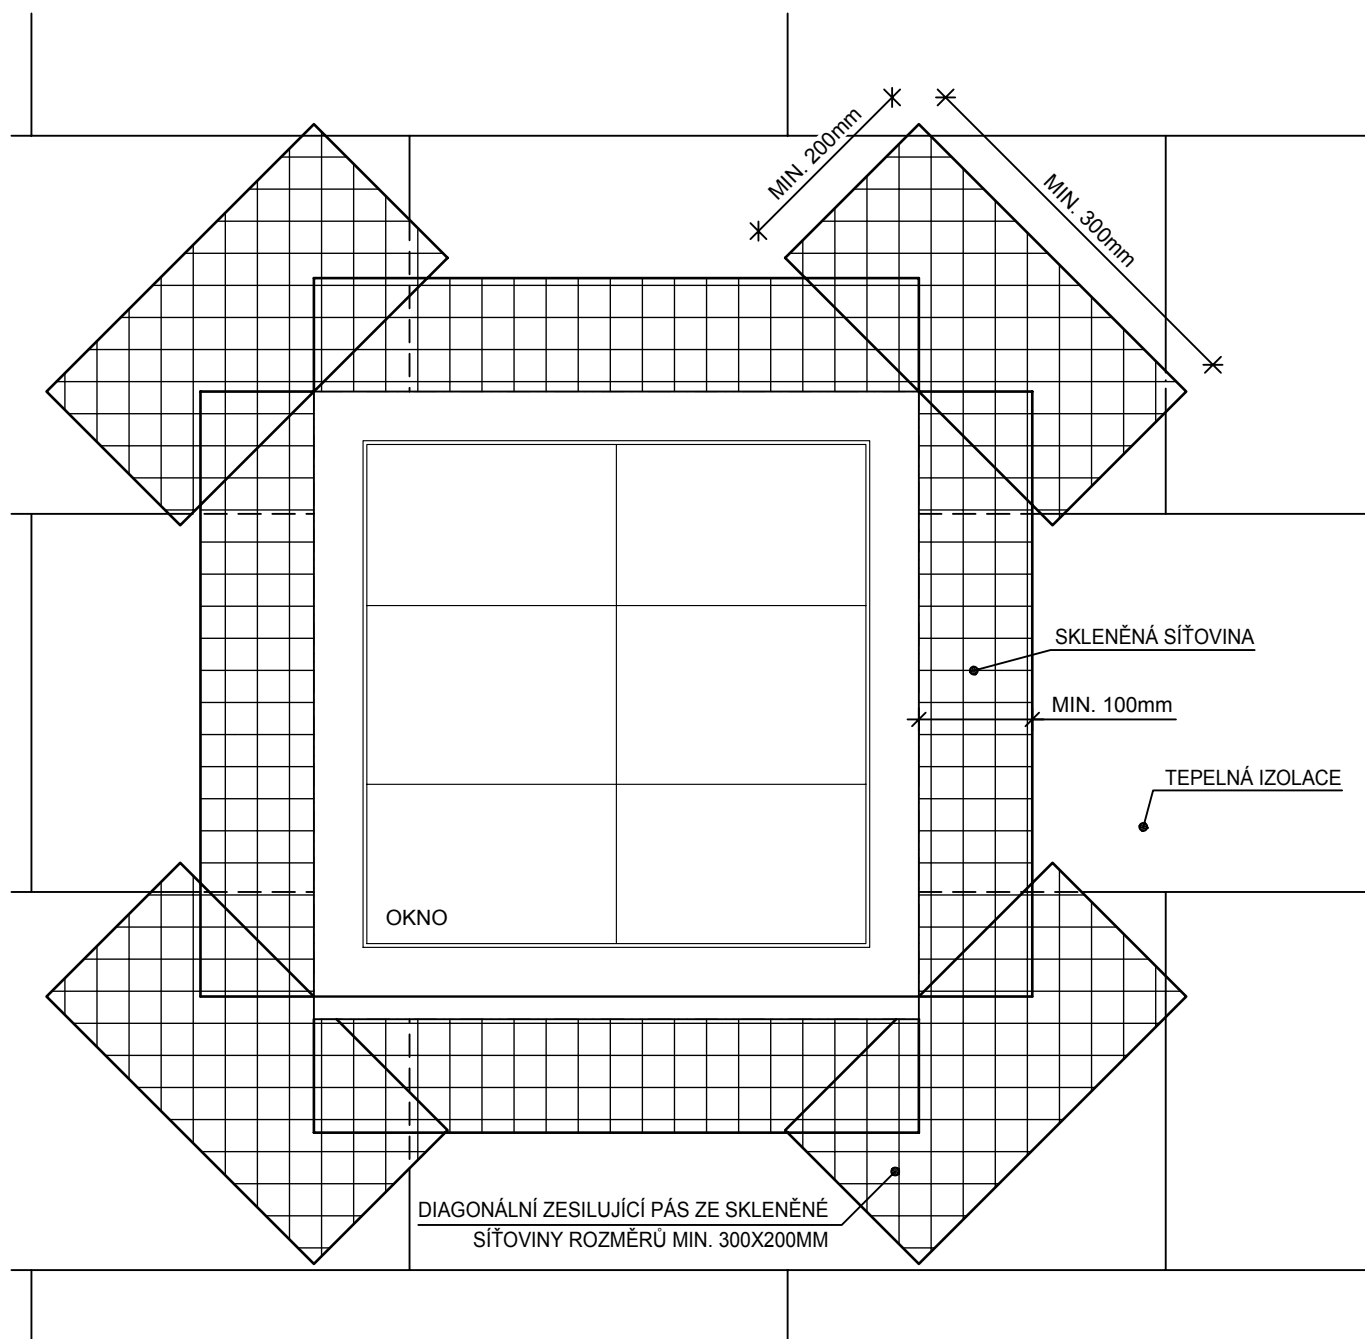 MIN. 200mm
MIN. 300mm
SKLENĚNÁ SÍŤOVINA
MIN. 100mm
TEPELNÁ IZOLACE
OKNO
DIAGONÁLNÍ ZESILUJÍCÍ PÁS ZE SKLENĚNÉ
SÍŤOVINY ROZMĚRŮ MIN. 300X200MM